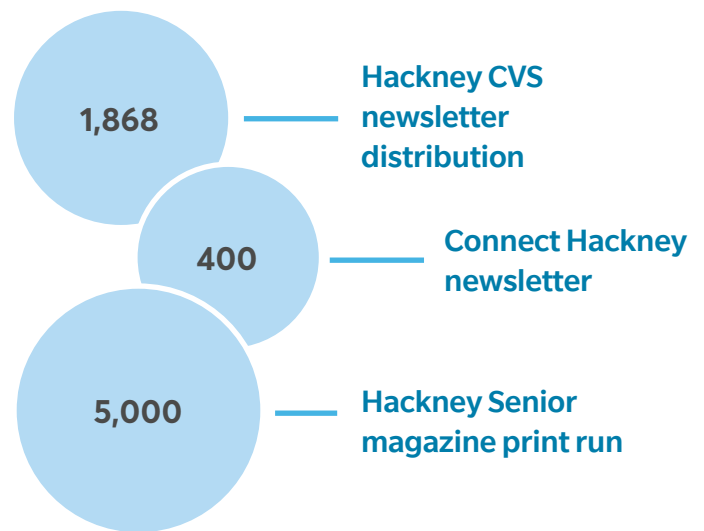 1,868
Hackney CVS
newsletter
distribution
400
Connect Hackney
newsletter
5,000
Hackney Senior
magazine print run